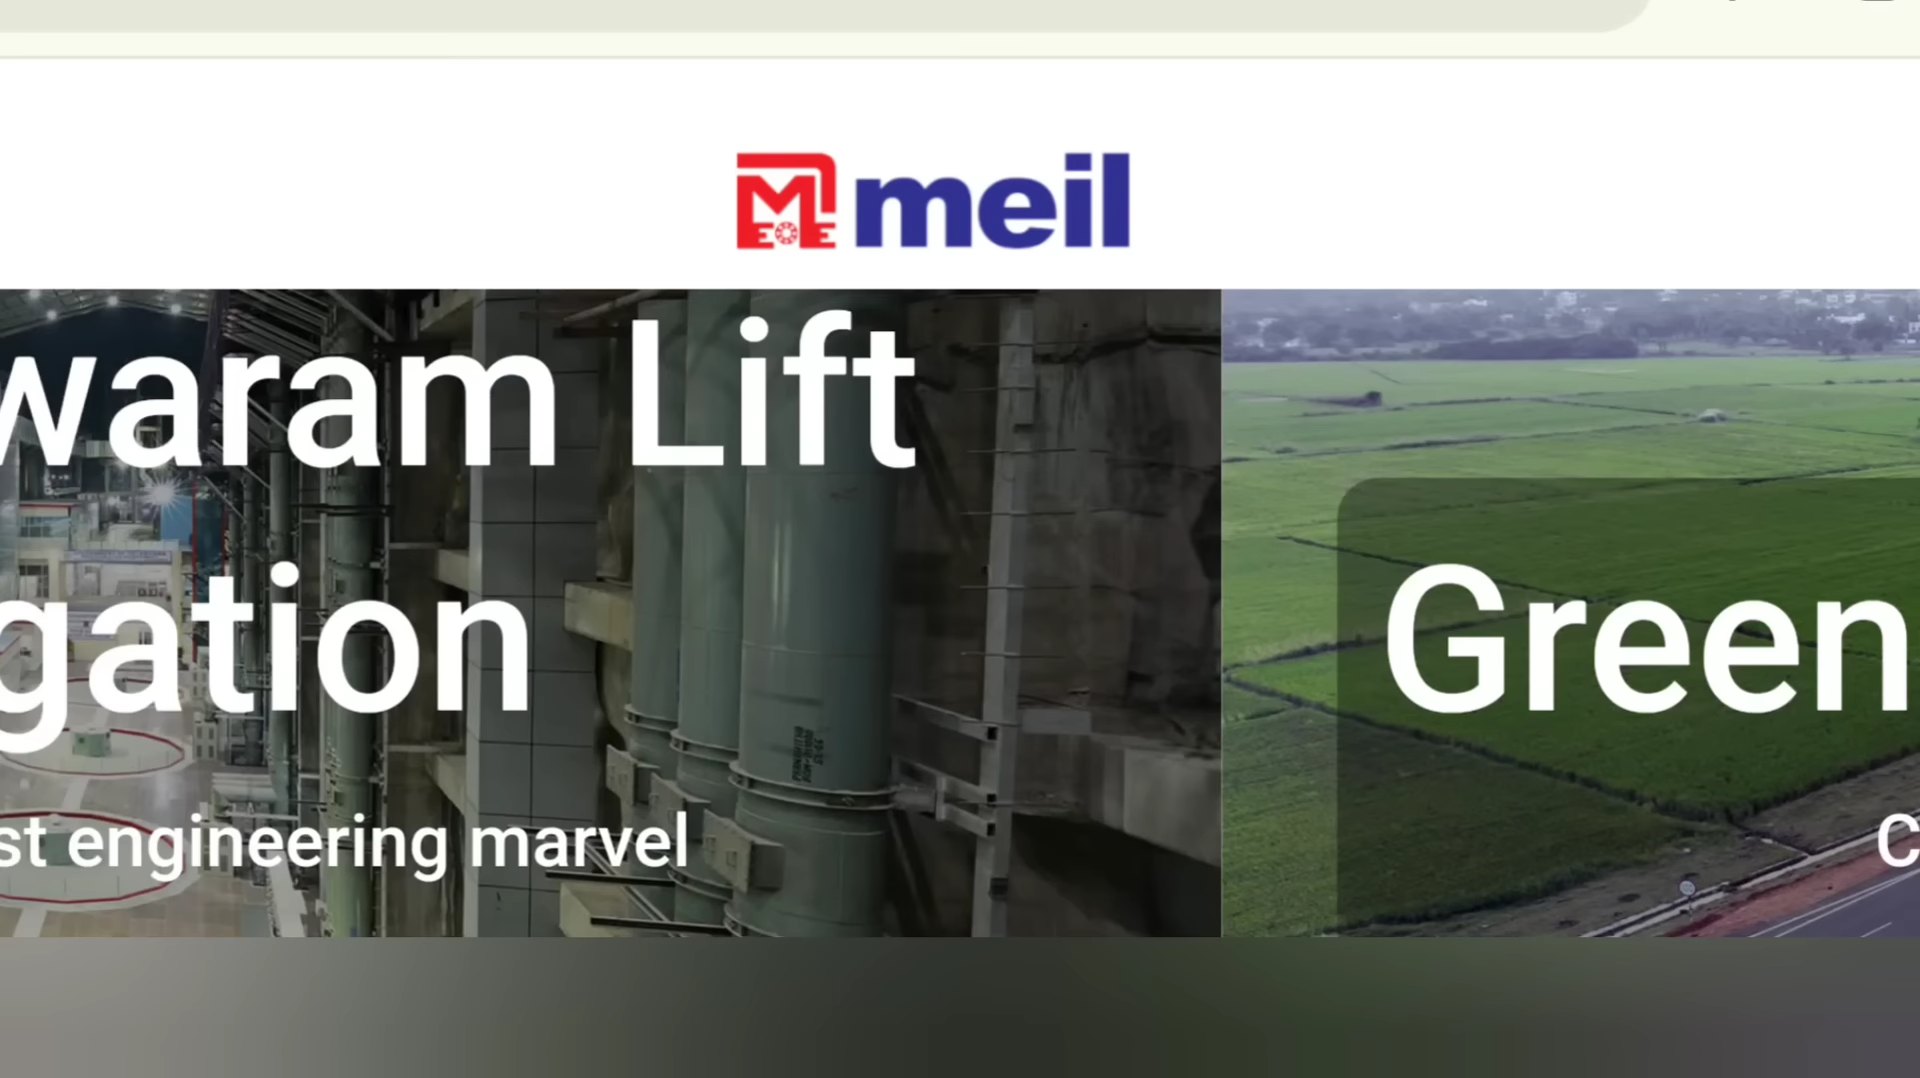 meil
waram Lift
gation
st engineering marvel
Green
C